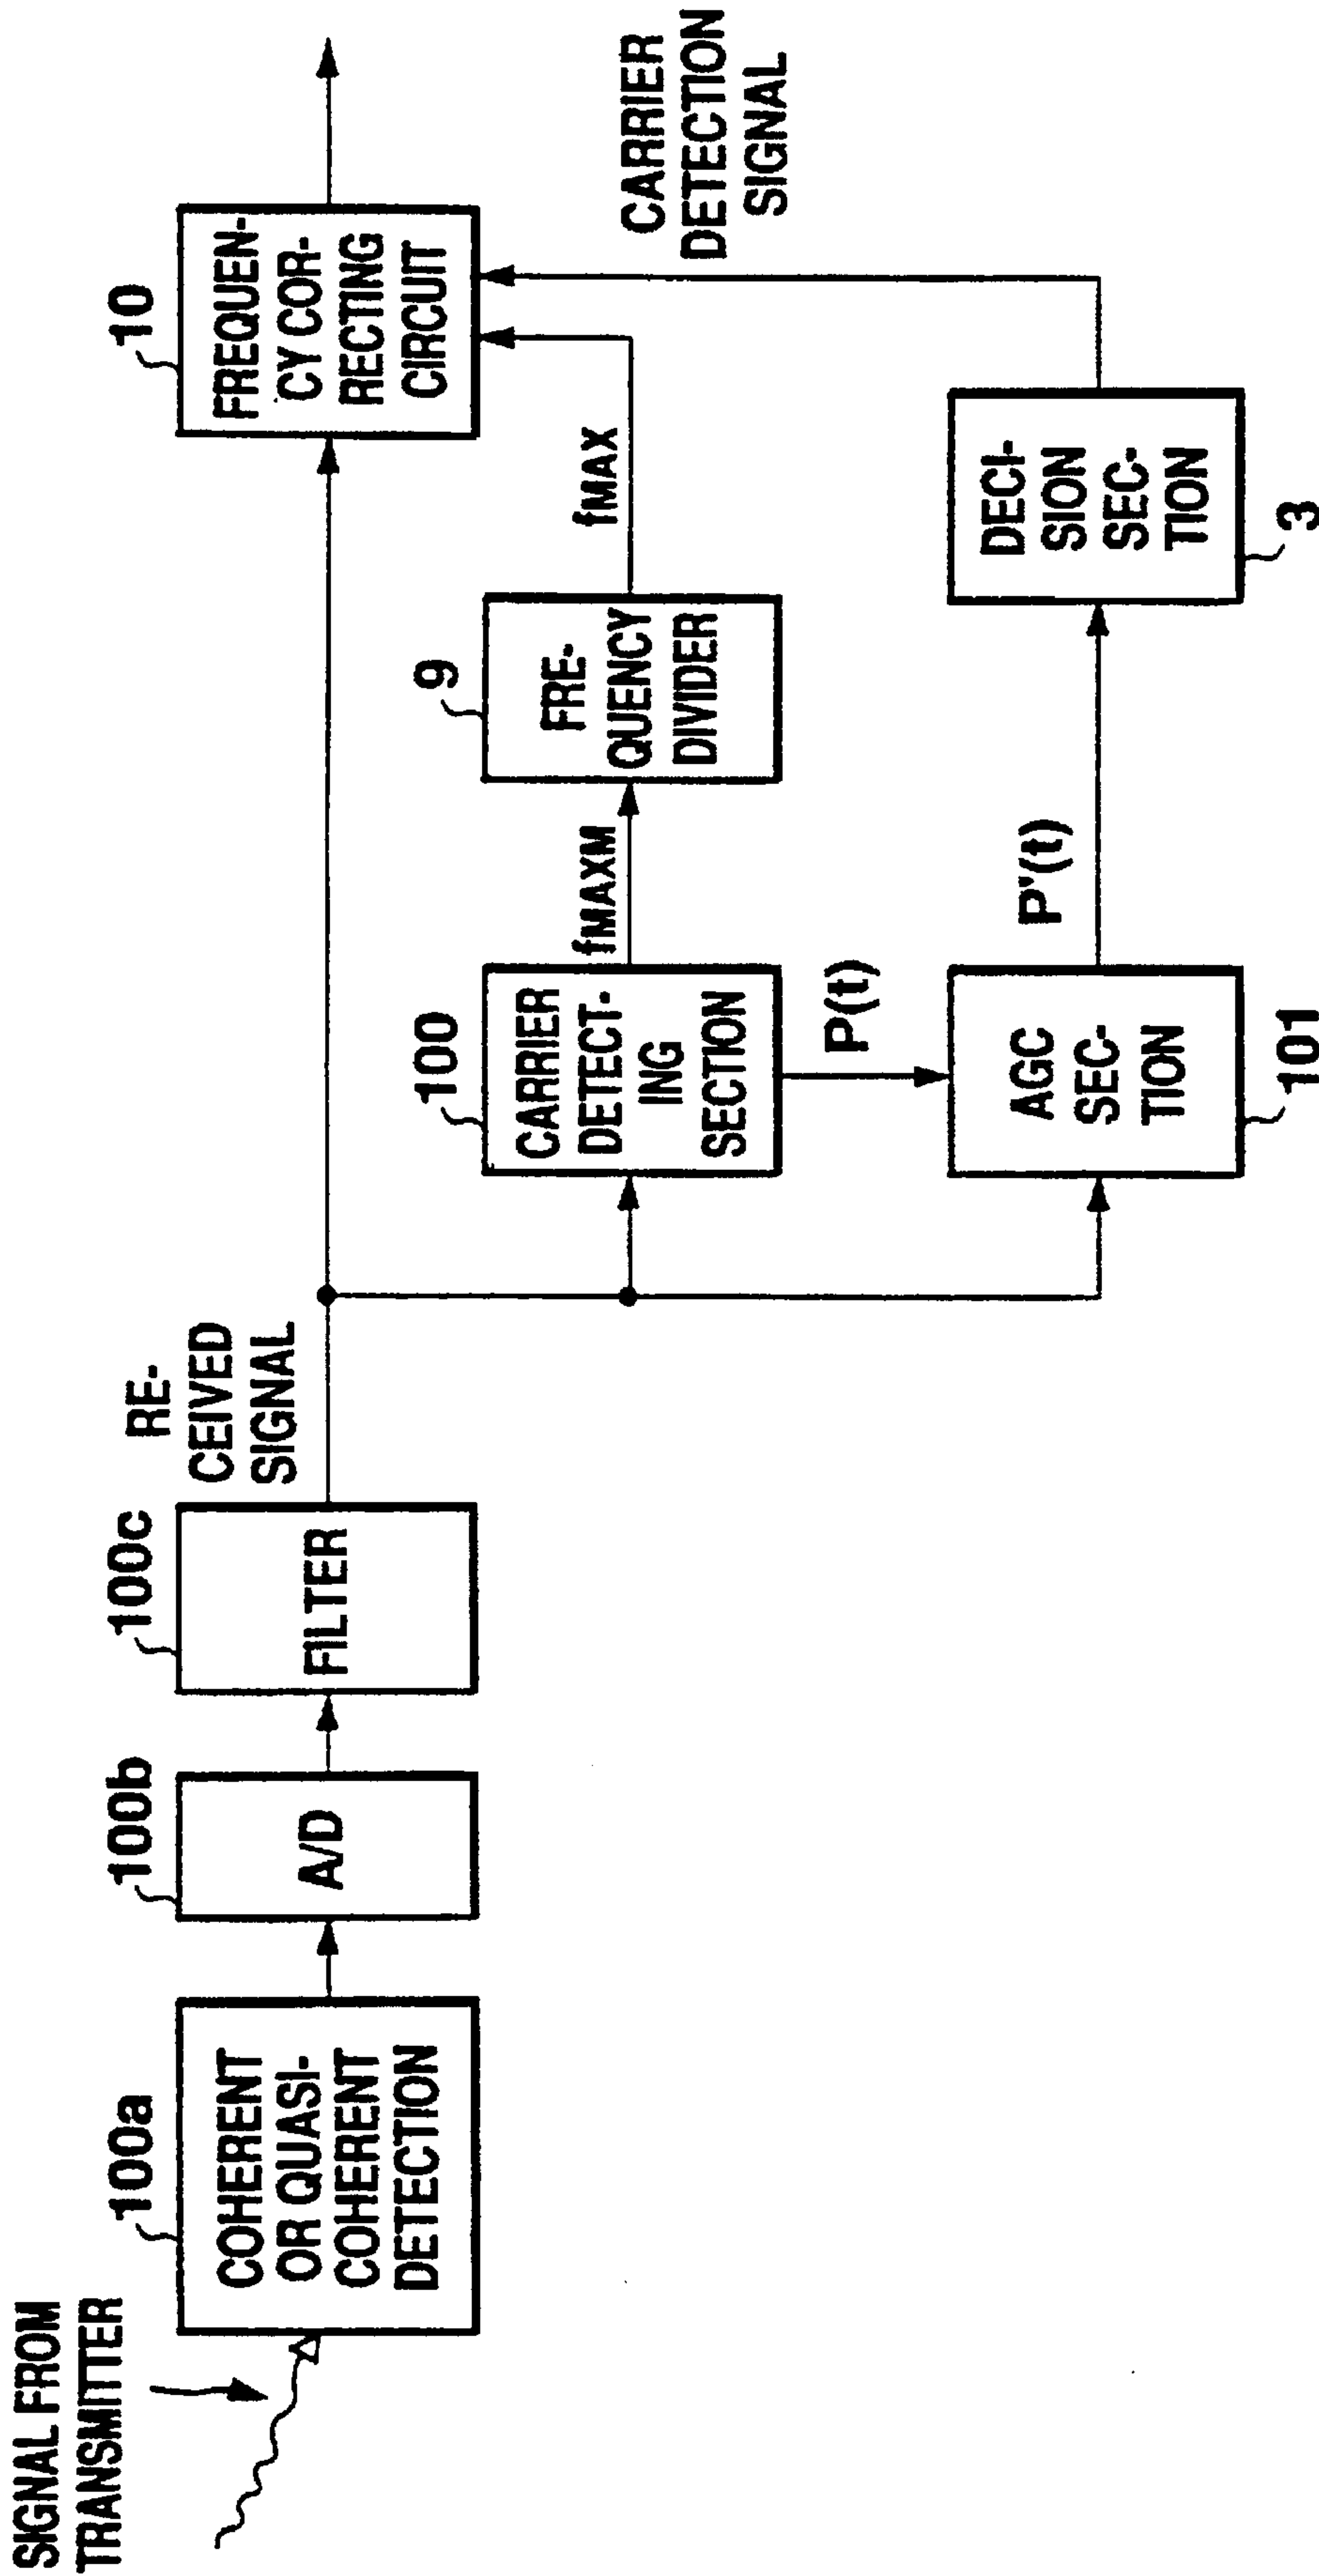 SIGNAL FROM
TRANSMITTER
100a
COHERENT
OR QUASI-
COHERENT
DETECTION
100b
A/D
100c
FILTER
RE-
CEIVED
SIGNAL
100
CARRIER
DETECT-
ING
SECTION
fMAXM
9
FRE-
QUENCY
DIVIDER
fMAX
10
FREQUEN-
CY COR-
RECTING
CIRCUIT
P(t)
AGC
SEC-
TION
101
P'(t)
DECI-
SION
SEC-
TION
3
CARRIER
DETECTION
SIGNAL